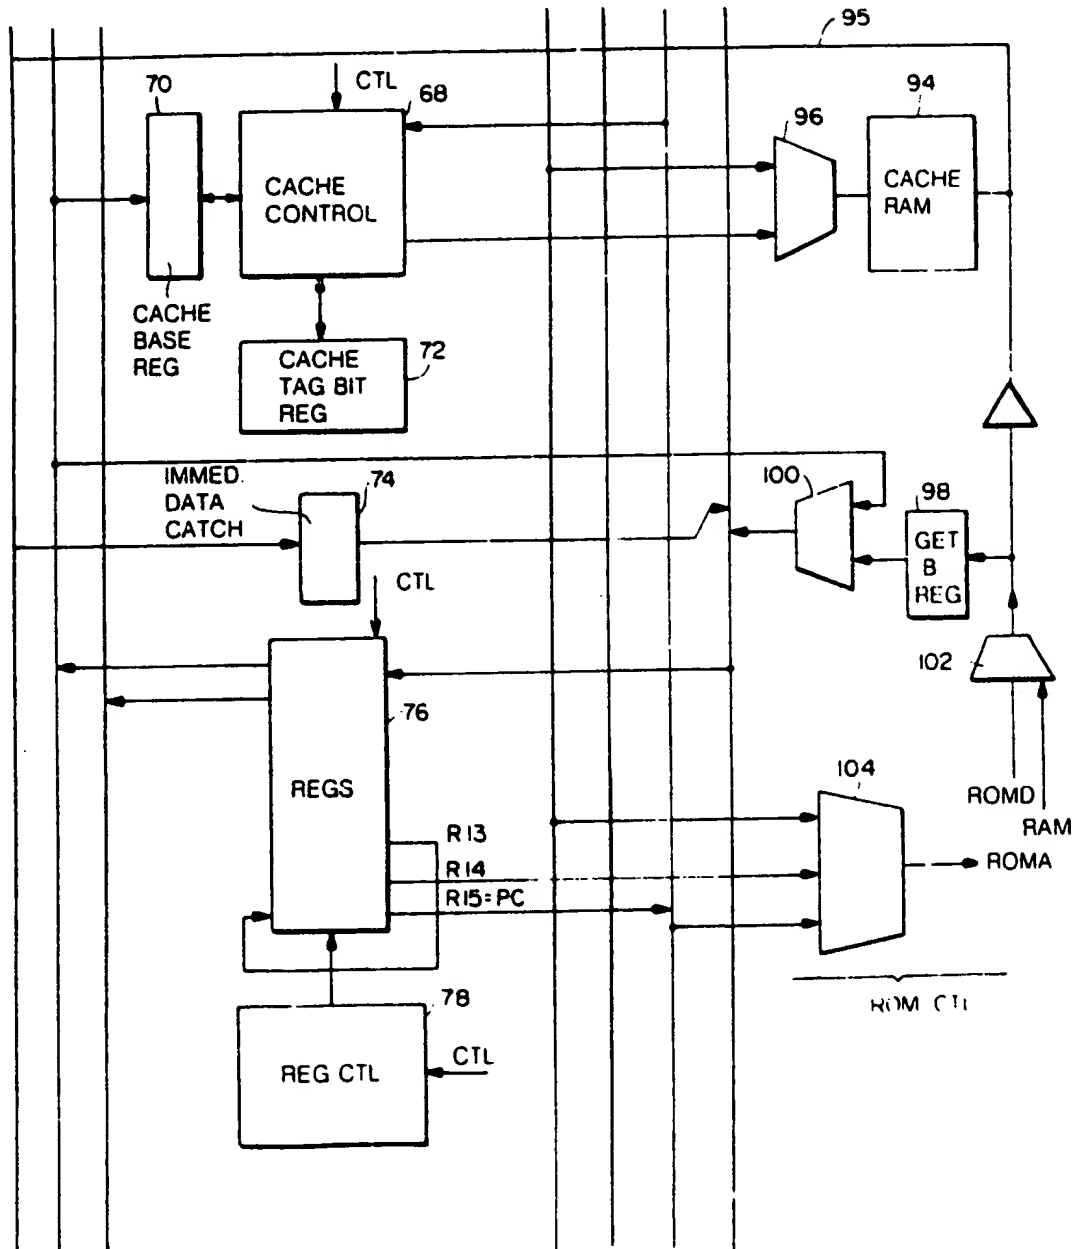 95
70
CTL
68
94
96
CACHE
CONTROL
CACHE
RAM
CACHE
BASE
REG
72
CACHE
TAG BIT
REG
IMMED.
DATA
CATCH
74
100
98
GET
B
REG
CTL
102
76
REGS
104
ROMD
RAM
R13
R14
ROMA
R15=PC
78
ROM CTL
REG CTL
CTL